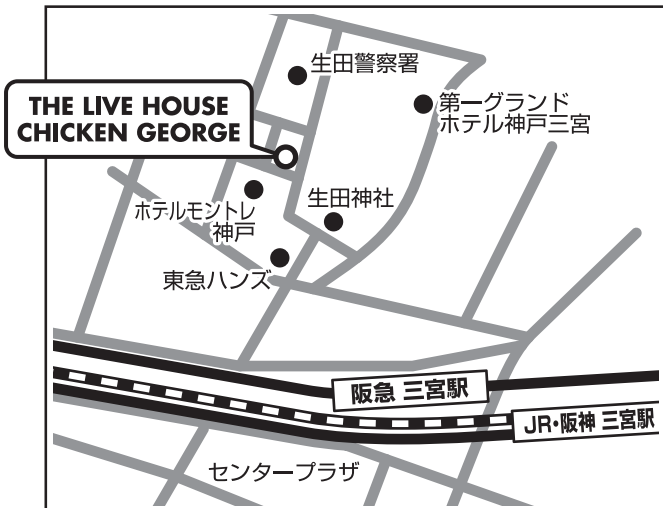 生田警察署
第一グランド
ホテル神戸三宮
THE LIVE HOUSE
CHICKEN GEORGE
ホテルモントレ
神戸
生田神社
東急ハンズ
阪急 三宮駅
JR・阪神 三宮駅
センタープラザ